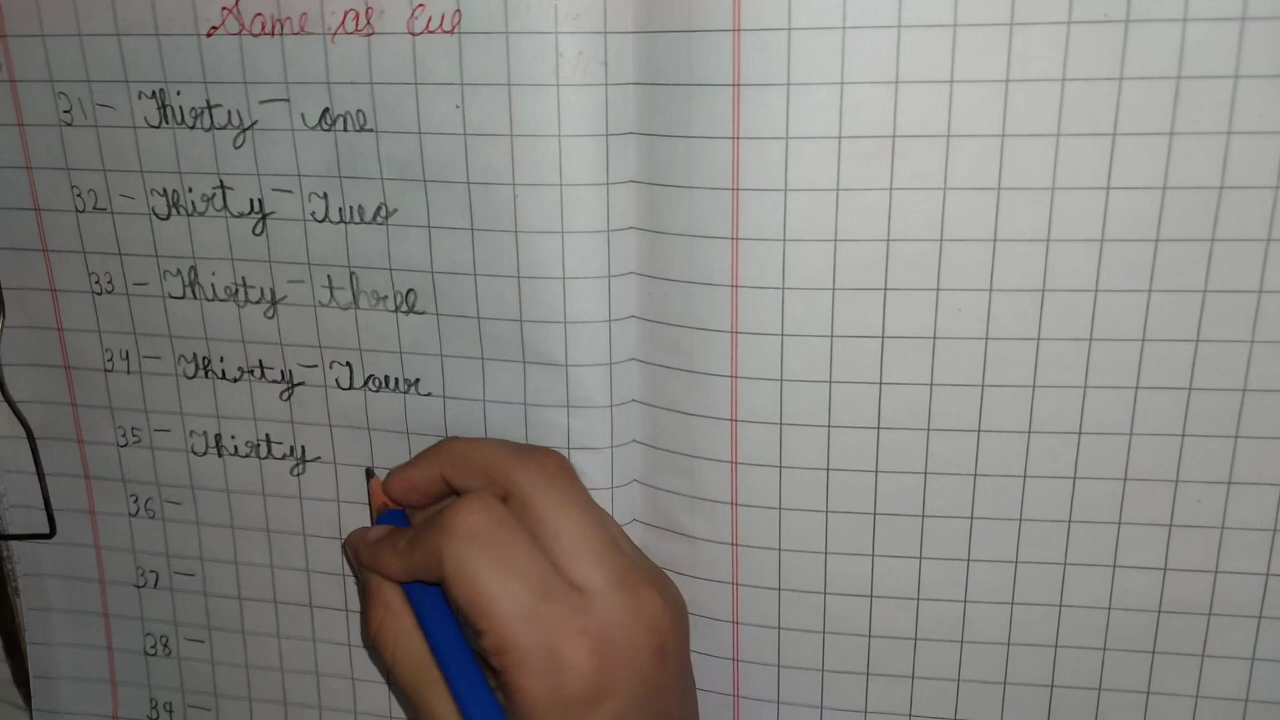 Same as
31 - Thirty - one
32 - Thirty - Two
33 - Thirty - three
34 - Thirty - Four
35 - Thirty
36 -
37 -
38 -
39 -